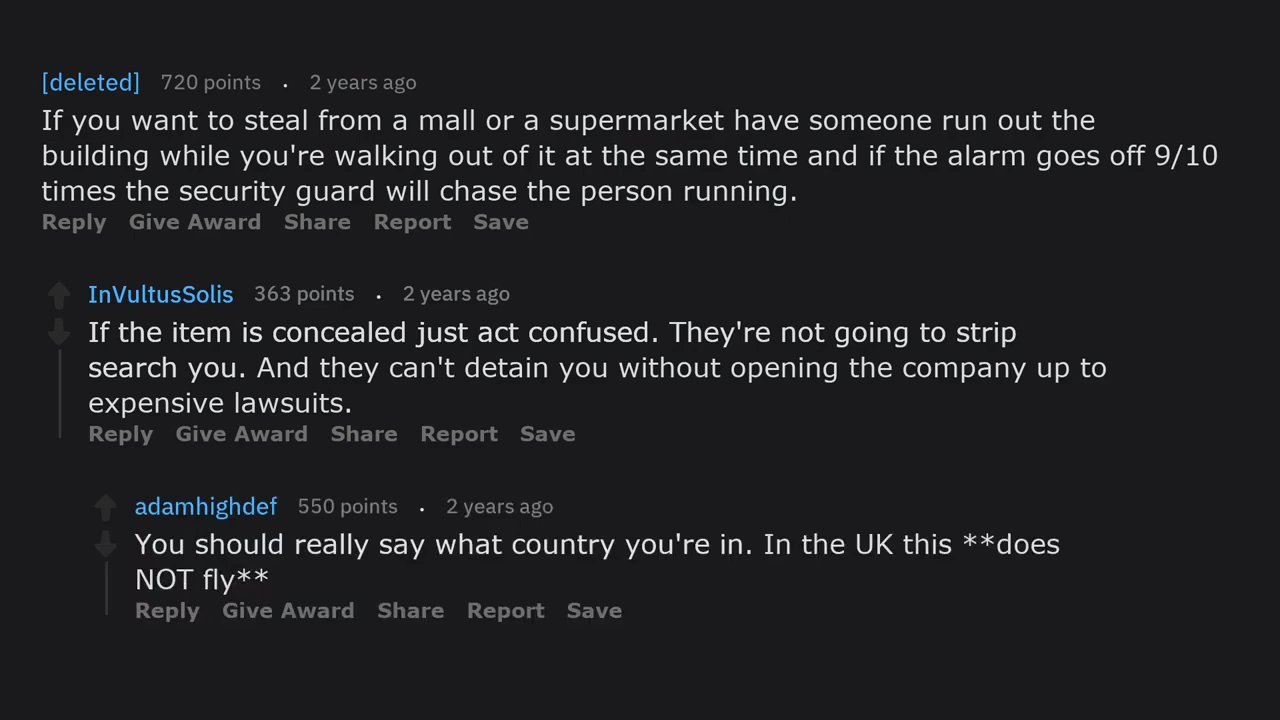 [deleted] 720 points . 2 years ago
If you want to steal from a mall or a supermarket have someone run out the
building while you're walking out of it at the same time and if the alarm goes off 9/10
times the security guard will chase the person running.
Reply Give Award Share Report Save
InVultusSolis 363 points . 2 years ago
If the item is concealed just act confused. They're not going to strip
search you. And they can't detain you without opening the company up to
expensive lawsuits.
Reply Give Award Share Report Save
adamhighdef 550 points . 2 years ago
You should really say what country you're in. In the UK this **does
NOT fly**
Reply Give Award Share Report Save